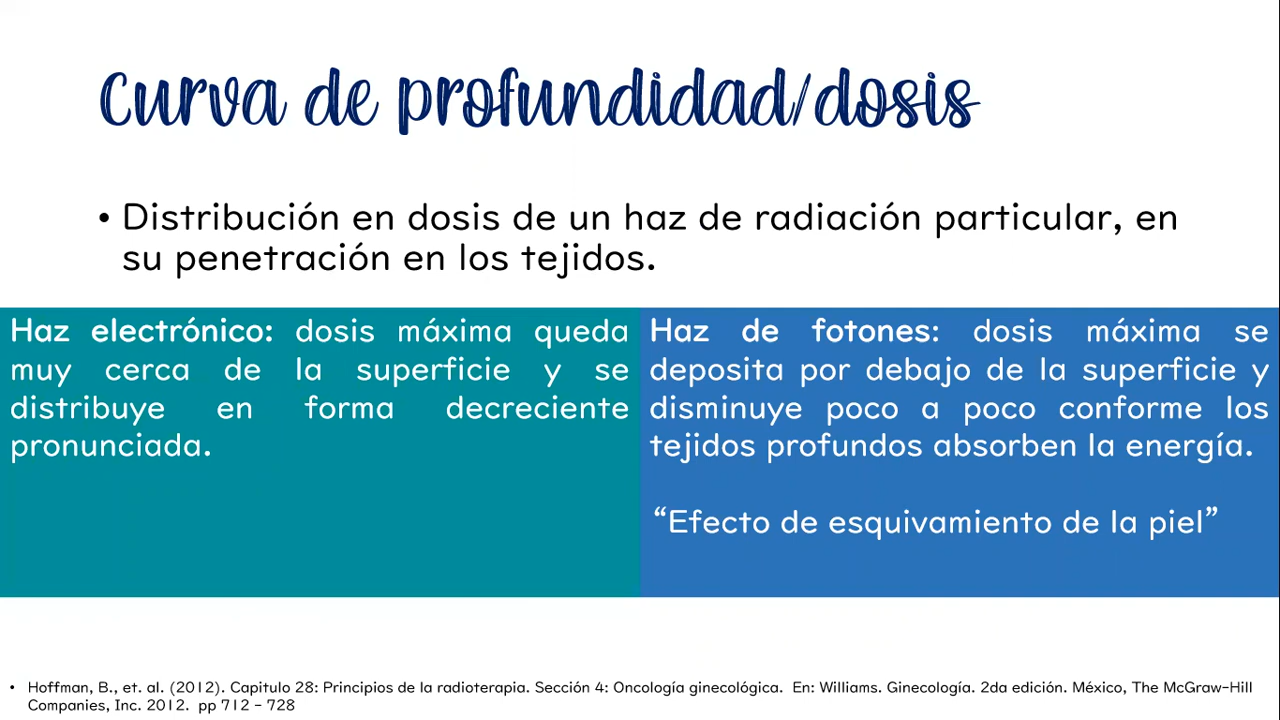 Curva de profundidad/dosis
• Distribución en dosis de un haz de radiación particular, en
su penetración en los tejidos.
Haz electrónico: dosis máxima queda
muy cerca de la superficie y se
distribuye en forma decreciente
pronunciada.
Haz de fotones: dosis máxima se
deposita por debajo de la superficie y
disminuye poco a poco conforme los
tejidos profundos absorben la energía.
“Efecto de esquivamiento de la piel”
• Hoffman, B., et. al. (2012). Capitulo 28: Principios de la radioterapia. Sección 4: Oncología ginecológica. En: Williams. Ginecología. 2da edición. México, The McGraw-Hill
Companies, Inc. 2012. pp 712 – 728